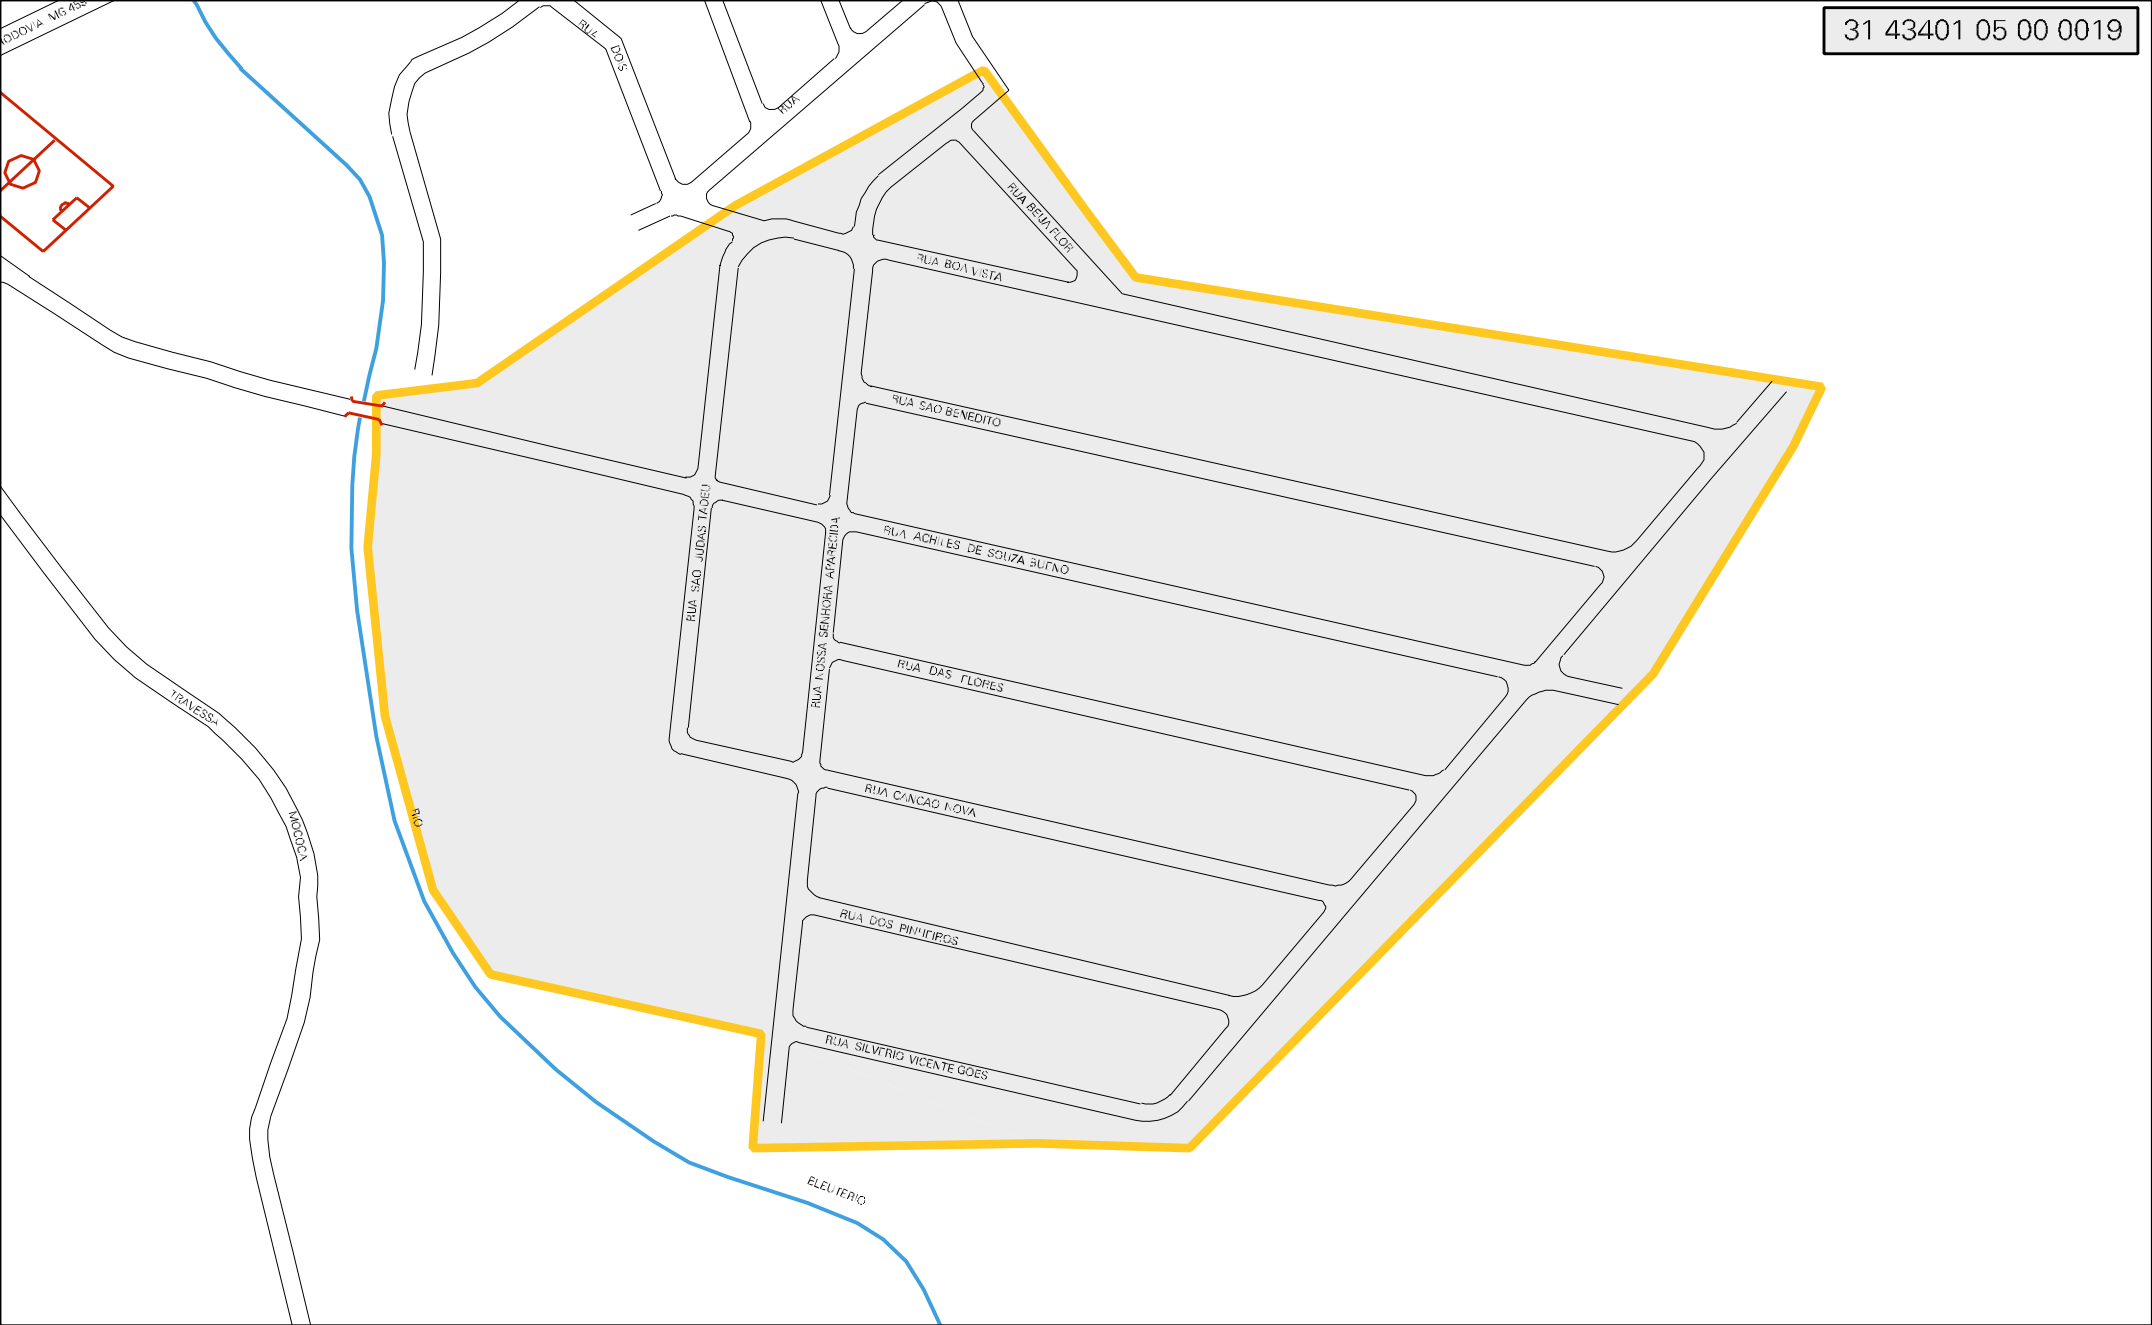 31 43401 05 00 0019
RUA DOIS
RUA
RUA BEIJA FLOR
RUA BOA VISTA
RUA SAO BENEDITO
RUA SAO JUDAS TADEU
RUA NOSSA SENHORA APARECIDA
RUA ACHILES DE SOUZA BUENO
RUA DAS FLORES
TRAVESSA
MOCOCA
RIO
RUA CANCAO NOVA
RUA DOS PINHEIROS
RUA SILVERIO VICENTE GOES
ELEUTERIO